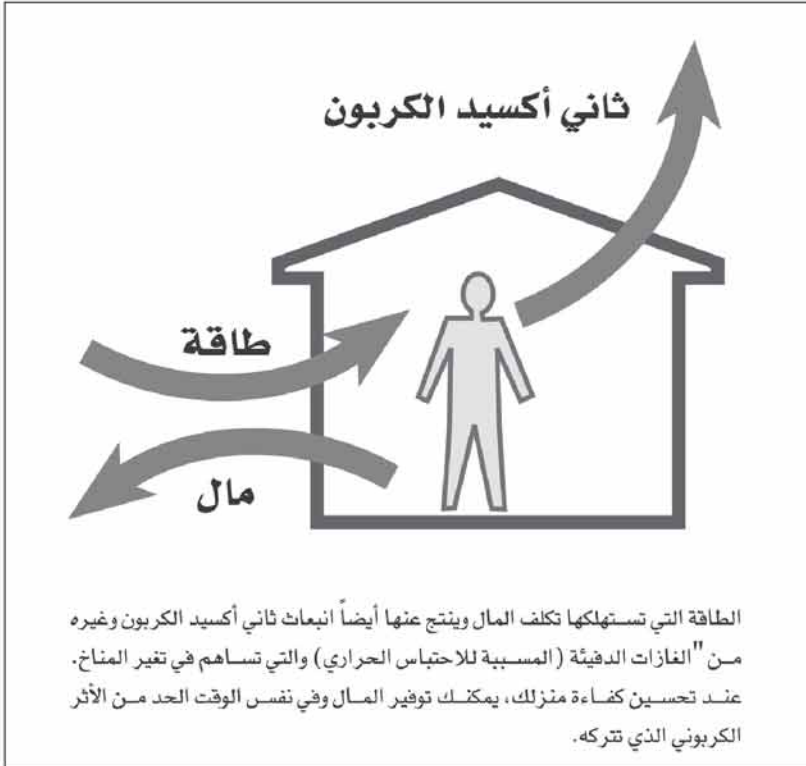 ثاني أكسيد الكربون
طاقة
مال
الطاقة التي تستهلكها تكلف المال وينتج عنها أيضاً انبعاث ثاني أكسيد الكربون وغيره
من "الغازات الدفيئة (المسببة للاحتباس الحراري) والتي تساهم في تغير المناخ.
عند تحسين كفاءة منزلك، يمكنك توفير المال وفي نفس الوقت الحد من الأثر
الكربوني الذي تتركه.